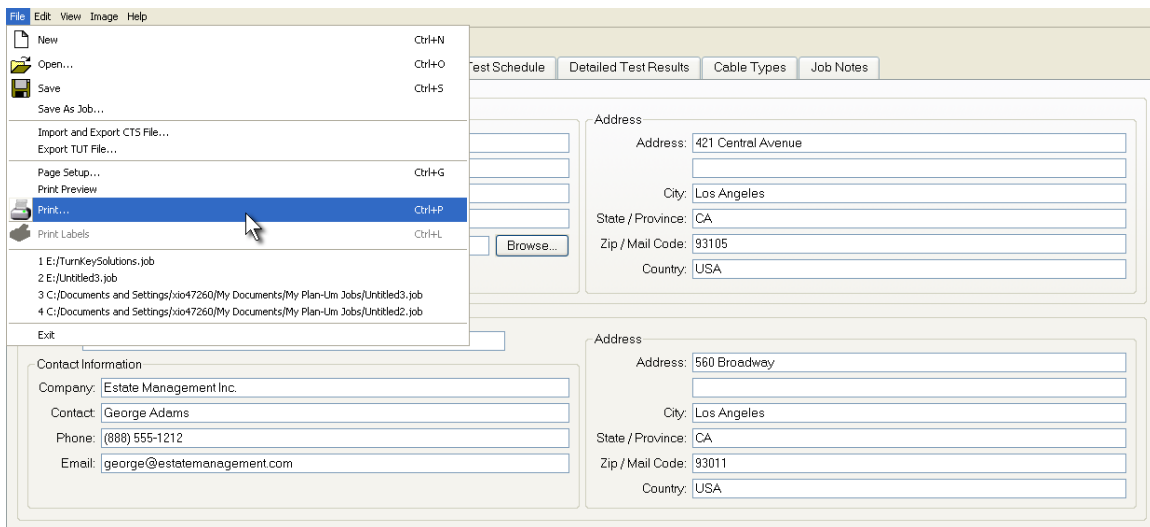 File Edit View Image Help
New Ctrl+N
Open... Ctrl+O
Save Ctrl+S
Save As Job...
Import and Export CTS File...
Export TUT File...
Page Setup... Ctrl+G
Print Preview
Print... Ctrl+P
Print Labels Ctrl+L
1 E:/TurnKeySolutions.job
2 E:/Untitled3.job
3 C:/Documents and Settings/xio47260/My Documents/My Plan-Um Jobs/Untitled3.job
4 C:/Documents and Settings/xio47260/My Documents/My Plan-Um Jobs/Untitled2.job
Exit
Test Schedule Detailed Test Results Cable Types Job Notes
Browse...
Address
Address: 421 Central Avenue
City: Los Angeles
State / Province: CA
Zip / Mail Code: 93105
Country: USA
Contact Information
Company: Estate Management Inc.
Contact: George Adams
Phone: (888) 555-1212
Email: george@estatemanagement.com
Address
Address: 560 Broadway
City: Los Angeles
State / Province: CA
Zip / Mail Code: 93011
Country: USA